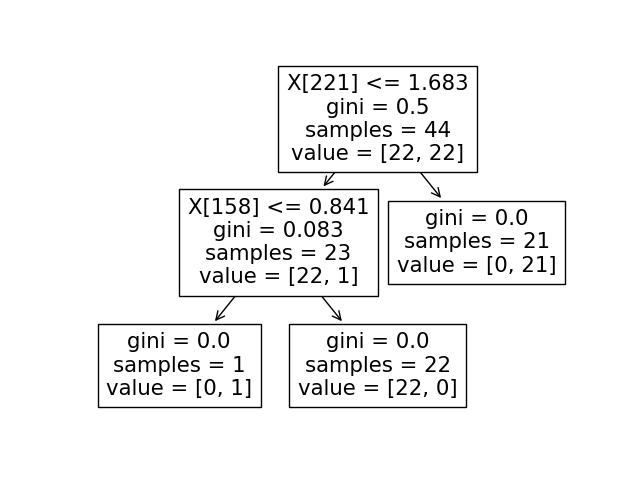 X[221] <= 1.683
gini = 0.5
samples = 44
value = [22, 22]
X[158] <= 0.841
gini = 0.083
samples = 23
value = [22, 1]
gini = 0.0
samples = 21
value = [0, 21]
gini = 0.0
samples = 1
value = [0, 1]
gini = 0.0
samples = 22
value = [22, 0]